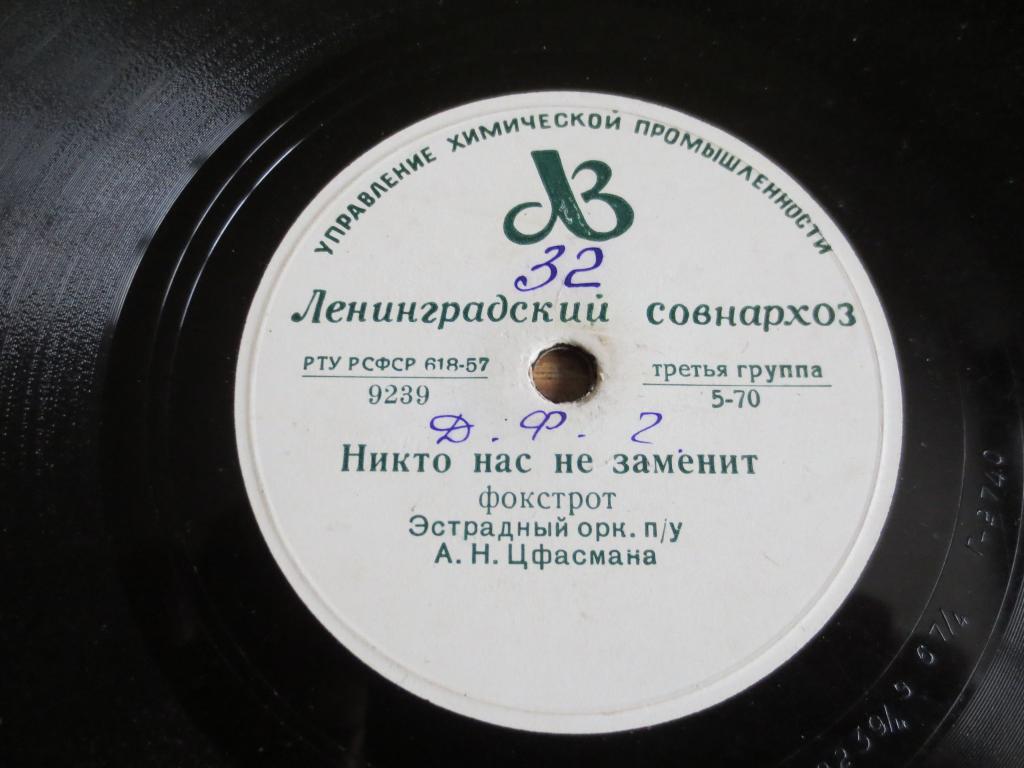 УПРАВЛЕНИЕ ХИМИЧЕСКОЙ ПРОМЫШЛЕННОСТИ
ЛЗ
32
Ленинградский совнархоз
РТУ РСФСР 618-57
9239
третья группа
5-70
Д. Ф. 2
Никто нас не заменит
фокстрот
Эстрадный орк. п/у
А. Н. Цфасмана